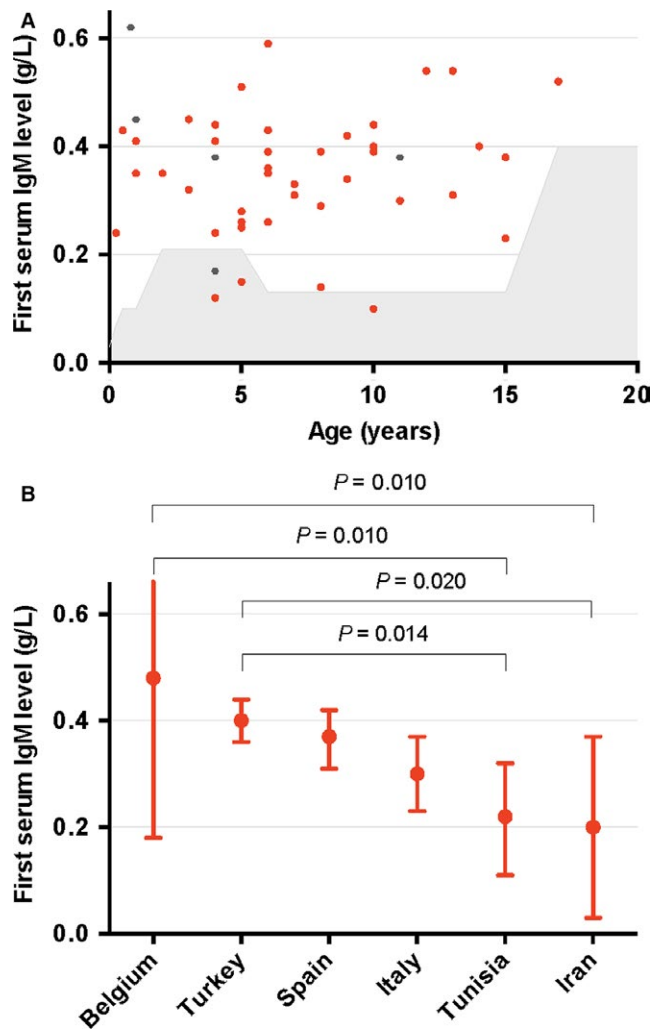 A
First serum IgM level (g/L)
0.6
0.4
0.2
0.0
0 5 10 15 20
Age (years)
B
P = 0.010
P = 0.010
P = 0.020
P = 0.014
First serum IgM level (g/L)
0.6
0.4
0.2
0.0
Belgium Turkey Spain Italy Tunisia Iran